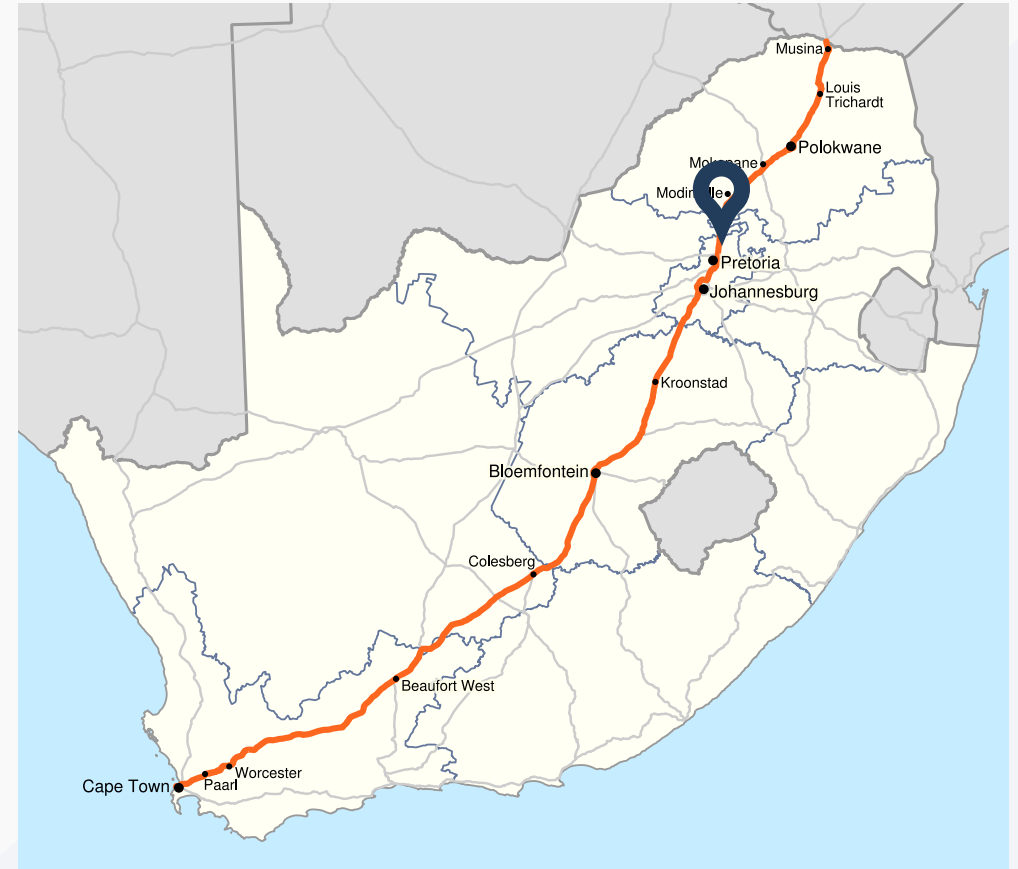 Musina
Louis
Trichardt
Polokwane
Mokopane
Pretoria
Johannesburg
Kroonstad
Bloemfontein
Colesberg
Beaufort West
Worcester
Paarl
Cape Town